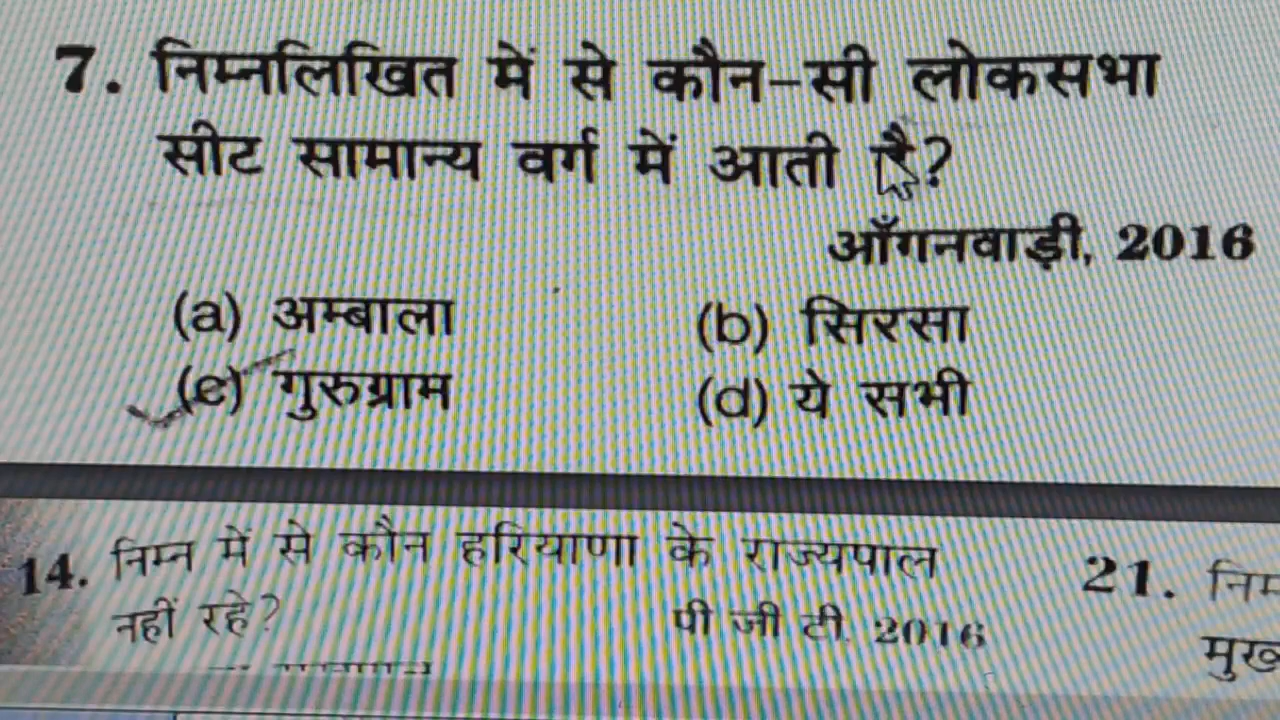 7. निम्नलिखित में से कौन-सी लोकसभा
सीट सामान्य वर्ग में आती है?
आँगनवाड़ी, 2016
(a) अम्बाला (b) सिरसा
(c) गुरुग्राम (d) ये सभी
14. निम्न में से कौन हरियाणा के राज्यपाल
नहीं रहे? पी जी टी 2016
21.